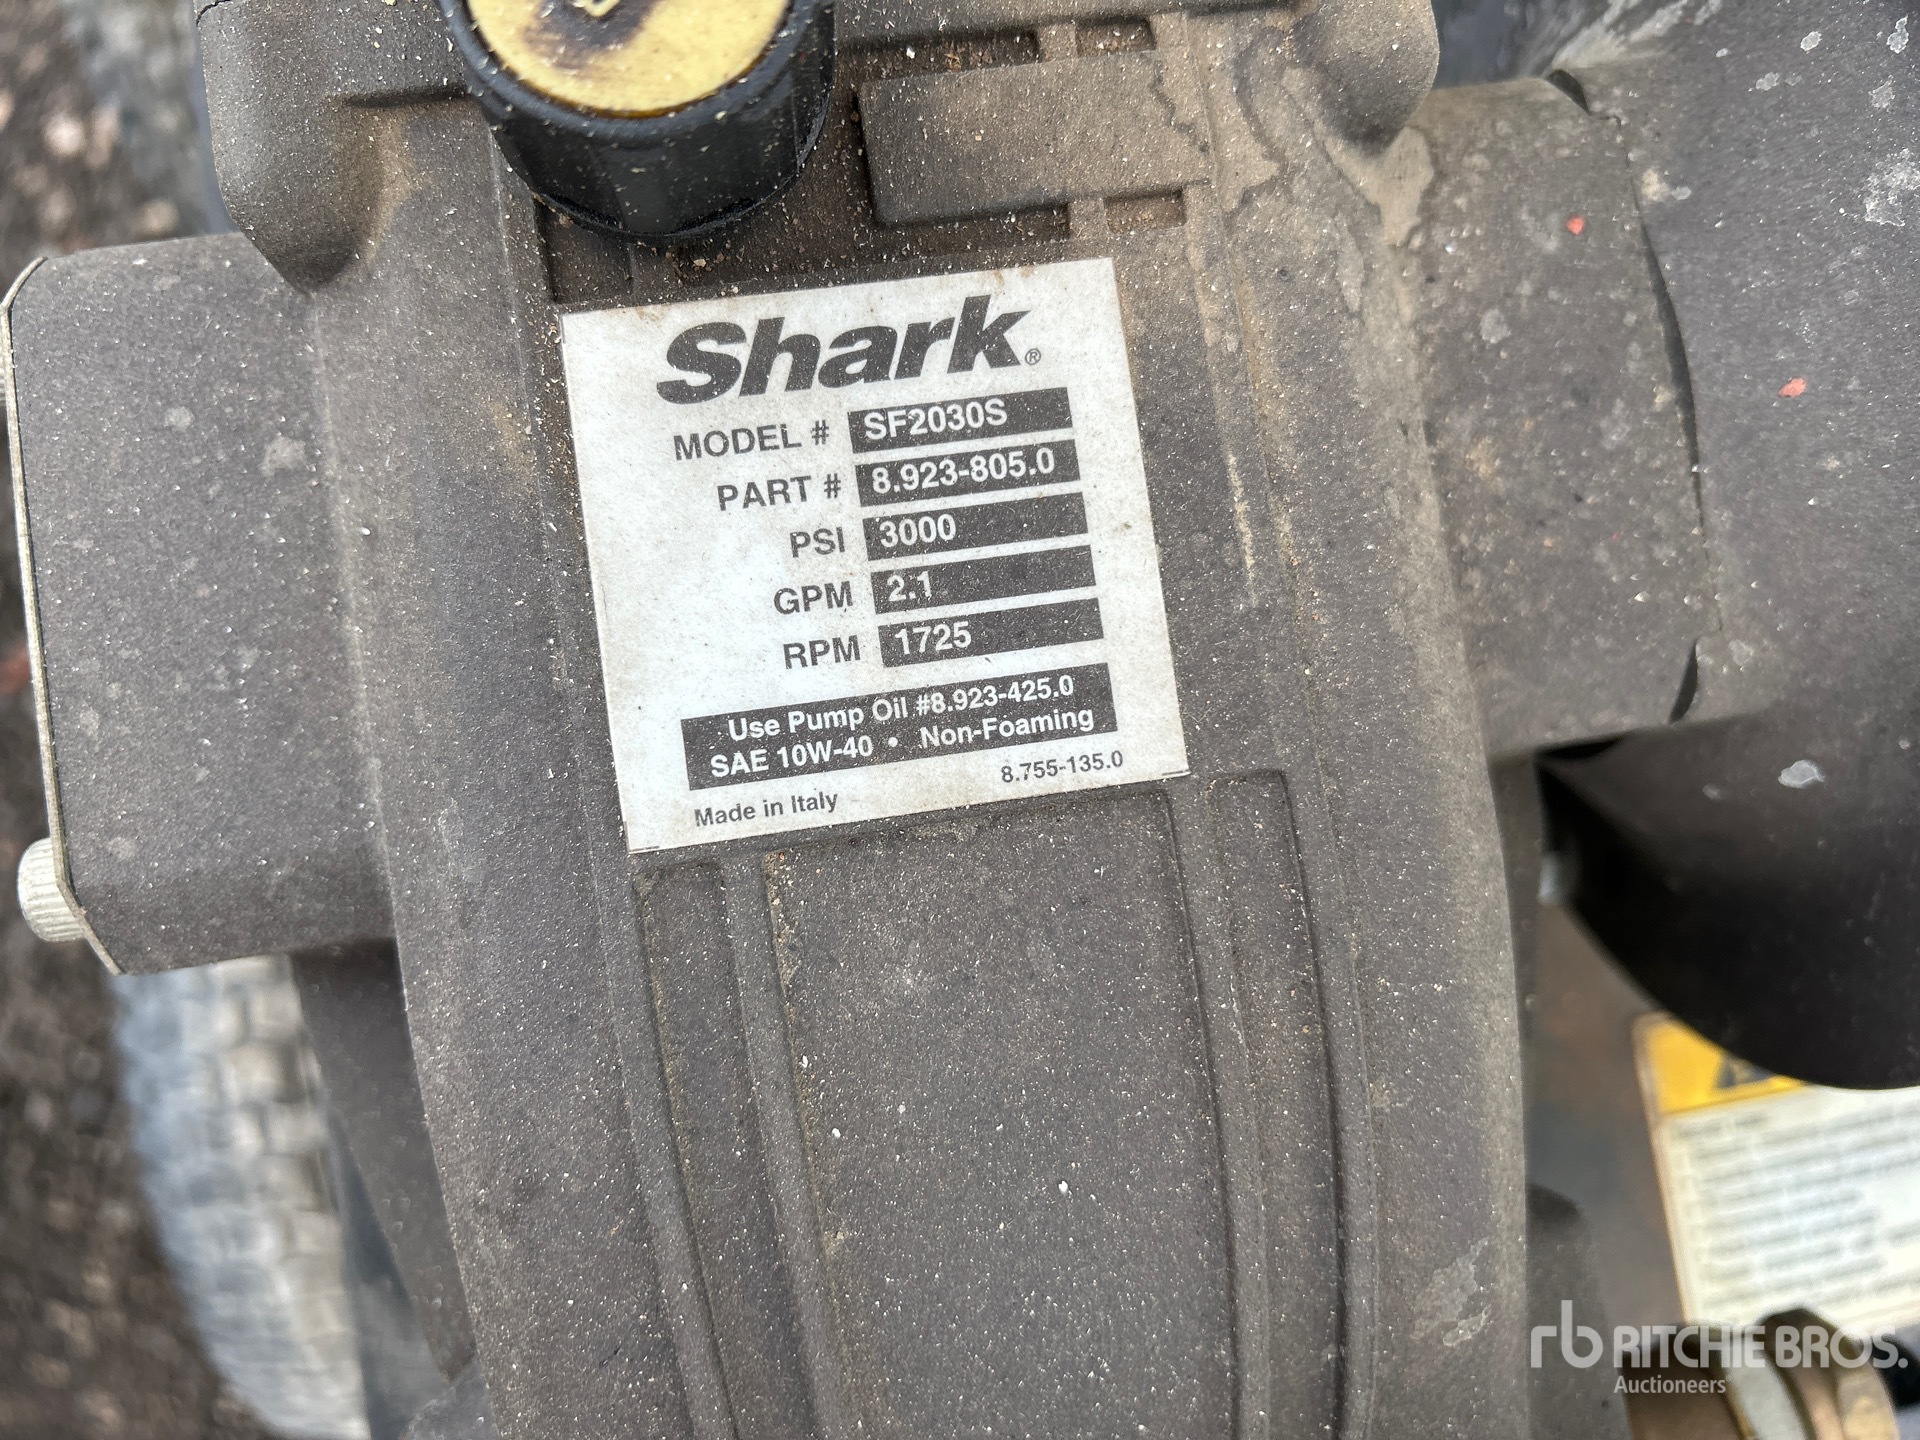 Shark®
MODEL # SF2030S
PART # 8.923-805.0
PSI 3000
GPM 2.1
RPM 1725
Use Pump Oil #8.923-425.0
SAE 10W-40 • Non-Foaming
8.755-135.0
Made in Italy
rb RITCHIE BROS.
Auctioneers